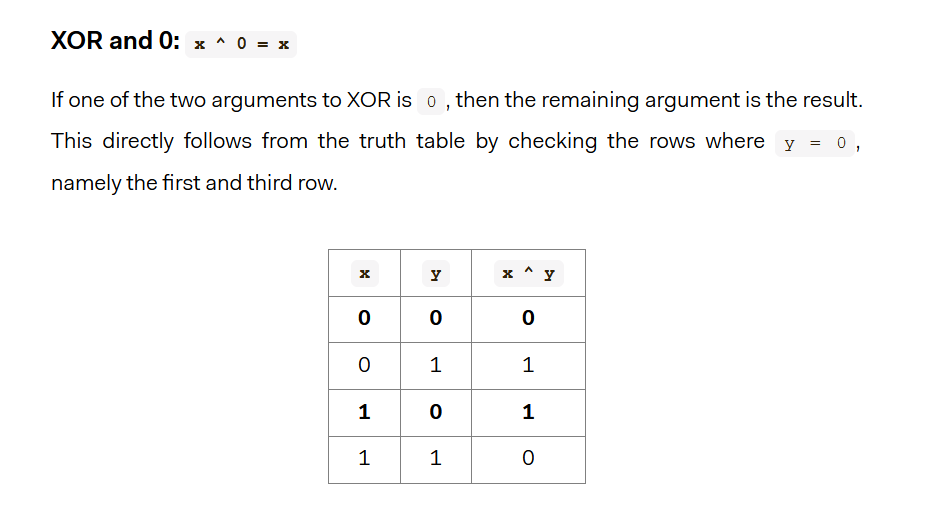 XOR and 0: x ^ 0 = x
If one of the two arguments to XOR is 0, then the remaining argument is the result.
This directly follows from the truth table by checking the rows where y = 0,
namely the first and third row.
x y x ^ y
0 0 0
0 1 1
1 0 1
1 1 0